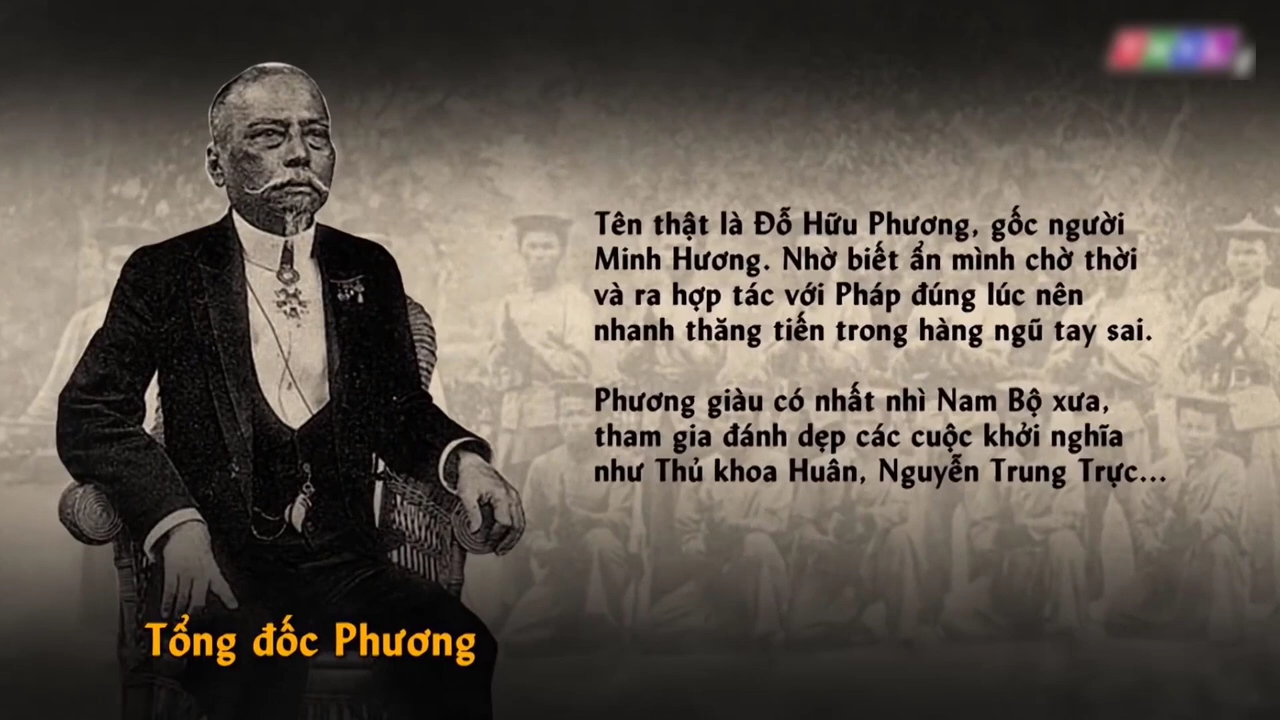 Tên thật là Đỗ Hữu Phương, gốc người
Minh Hương. Nhờ biết ẩn mình chờ thời
và ra hợp tác với Pháp đúng lúc nên
nhanh thăng tiến trong hàng ngũ tay sai.
Phương giàu có nhất nhì Nam Bộ xưa,
tham gia đánh dẹp các cuộc khởi nghĩa
như Thủ khoa Huân, Nguyễn Trung Trực...
Tổng đốc Phương